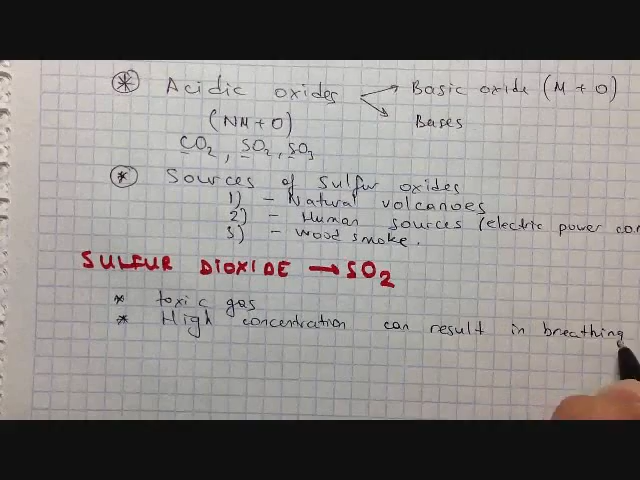 * Acidic oxides → Basic oxide (M + O)
(NM + O) → Bases
CO2, SO2, SO3
* Sources of sulfur oxides
1) - Natural volcanoes
2) - Human sources (electric power con
3) - Wood smoke.
SULFUR DIOXIDE → SO2
* toxic gas
* High concentration can result in breathing